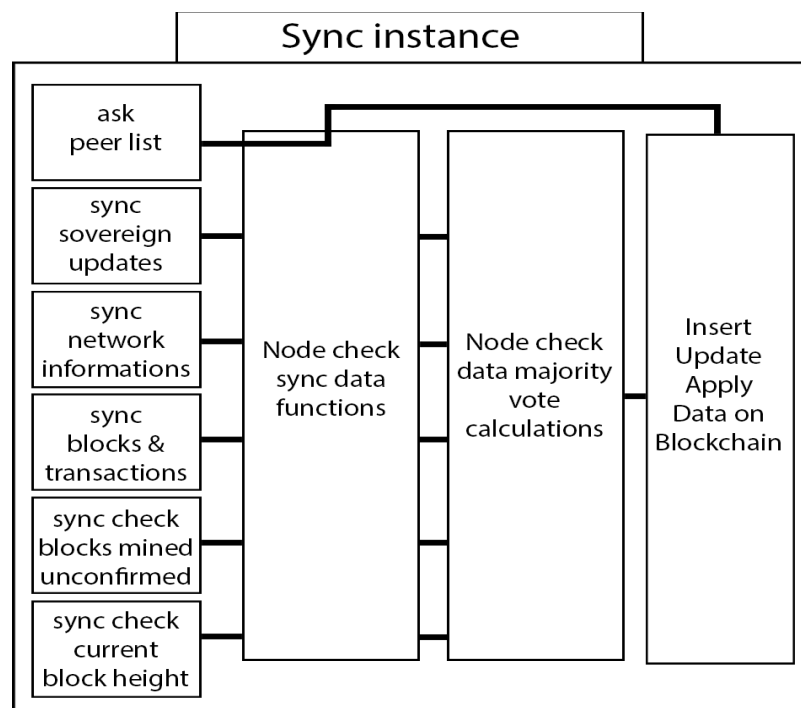 Sync instance
ask
peer list
sync
sovereign
updates
sync
network
informations
sync
blocks &
transactions
sync check
blocks mined
unconfirmed
sync check
current
block height
Node check
sync data
functions
Node check
data majority
vote
calculations
Insert
Update
Apply
Data on
Blockchain